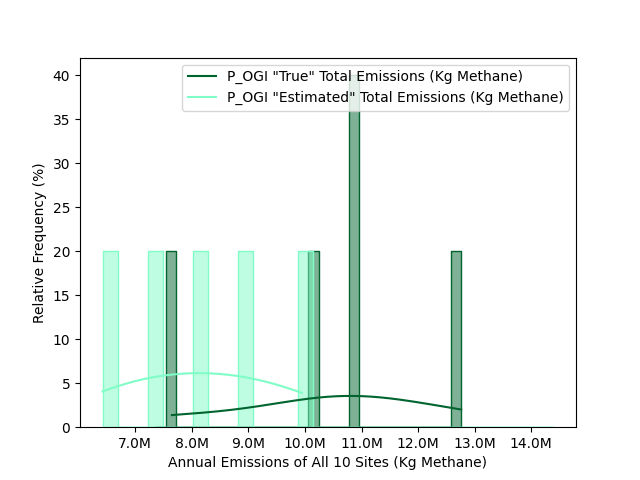 P_OGI "True" Total Emissions (Kg Methane)
P_OGI "Estimated" Total Emissions (Kg Methane)
40
35
30
25
20
15
10
5
0
Relative Frequency (%)
7.0M 8.0M 9.0M 10.0M 11.0M 12.0M 13.0M 14.0M
Annual Emissions of All 10 Sites (Kg Methane)